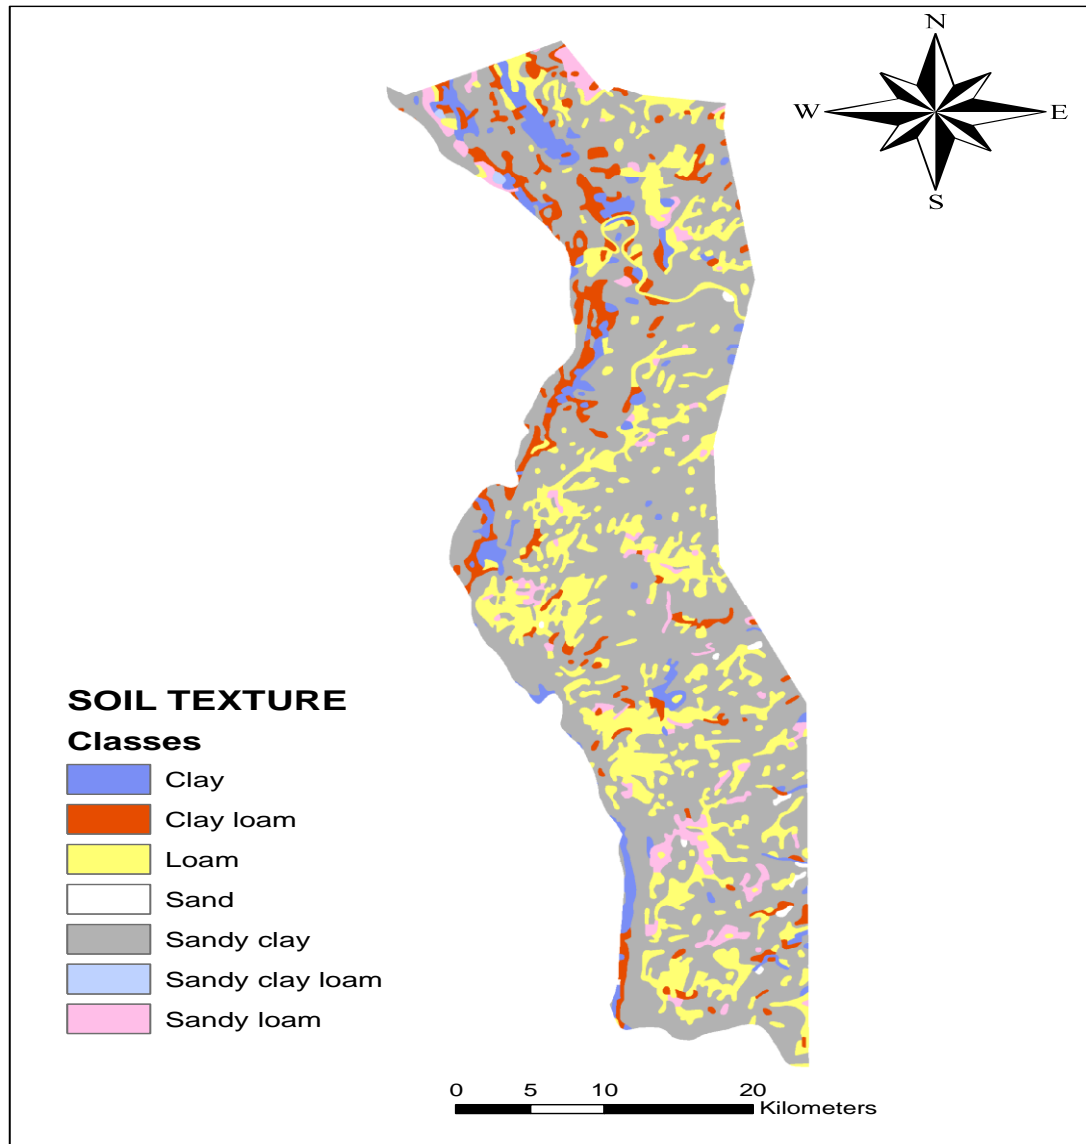 N
W E
S
SOIL TEXTURE
Classes
Clay
Clay loam
Loam
Sand
Sandy clay
Sandy clay loam
Sandy loam
0 5 10 20
Kilometers